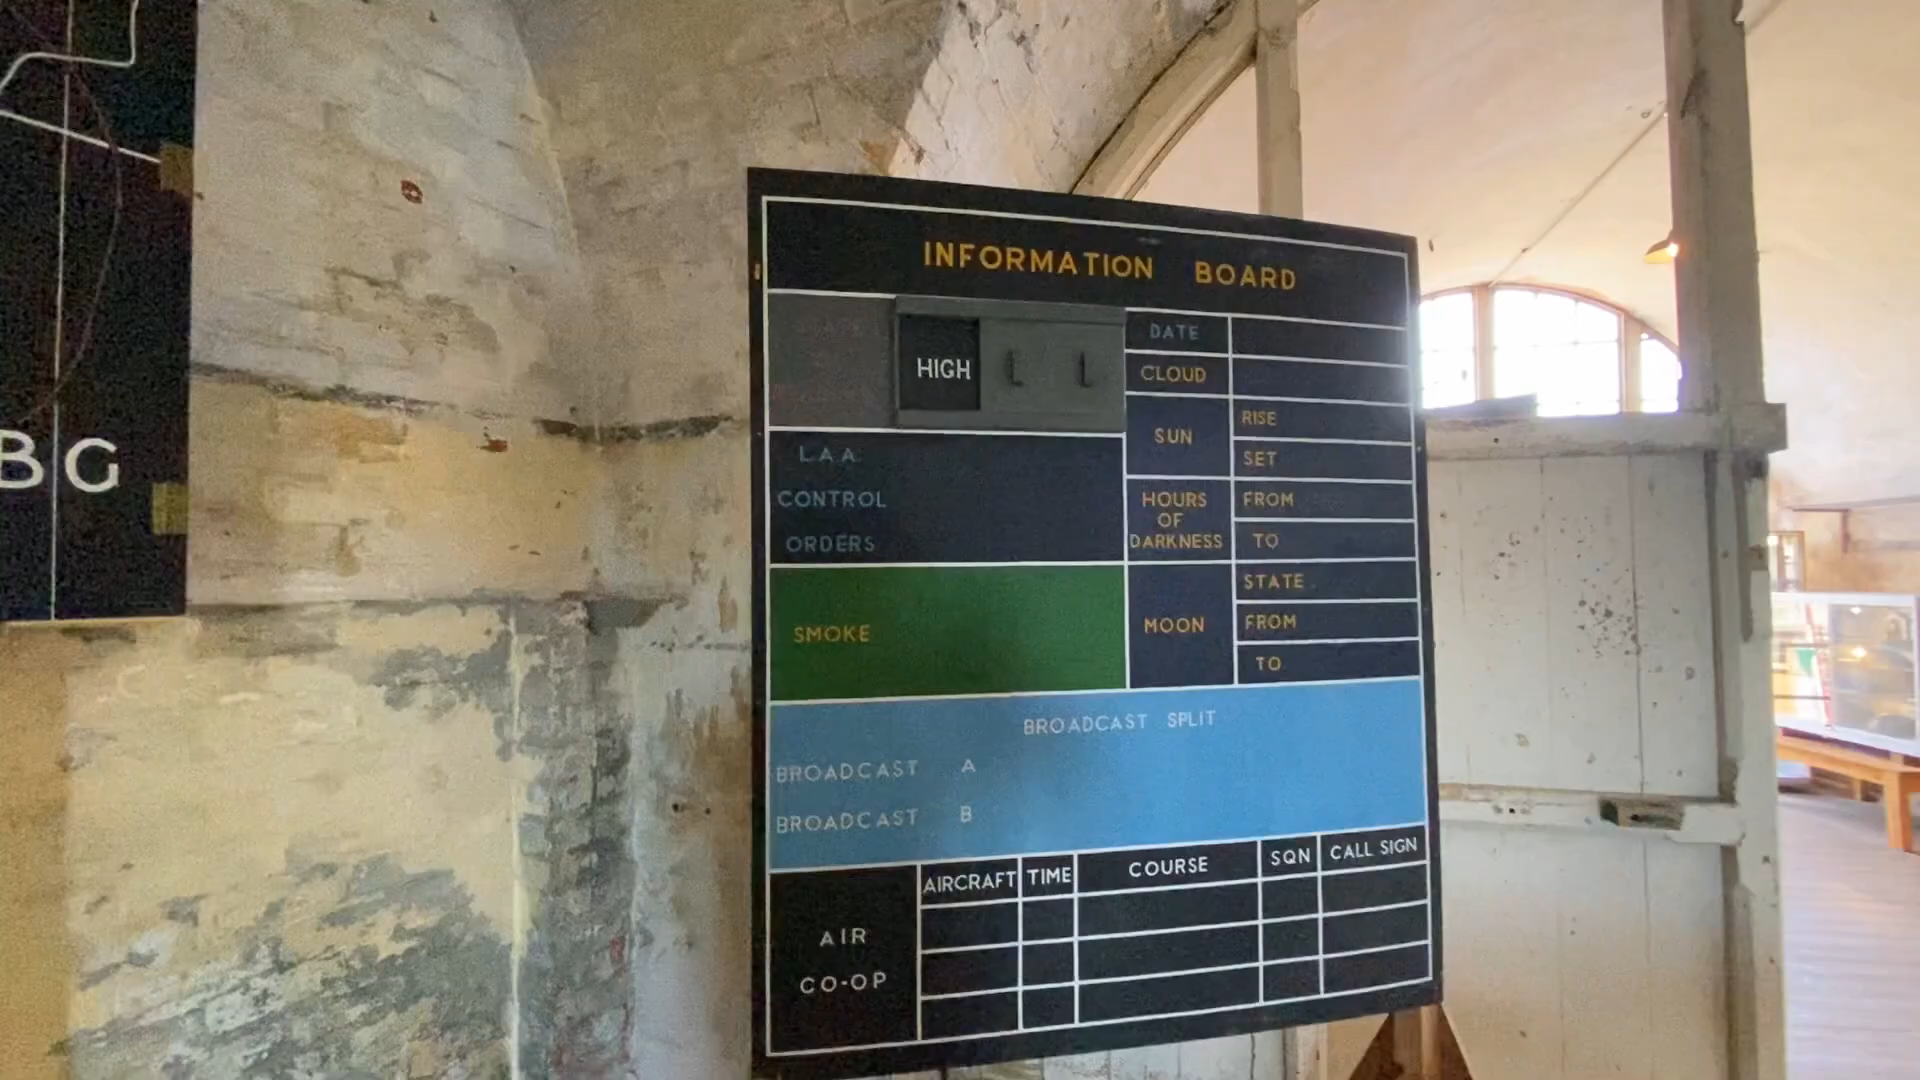 BG
INFORMATION BOARD
HIGH
L.A.A.
CONTROL
ORDERS
SMOKE
DATE
CLOUD
SUN
RISE
SET
HOURS
OF
DARKNESS
FROM
TO
MOON
STATE
FROM
TO
BROADCAST SPLIT
BROADCAST A
BROADCAST B
AIR
CO-OP
AIRCRAFT TIME COURSE SQN CALL SIGN